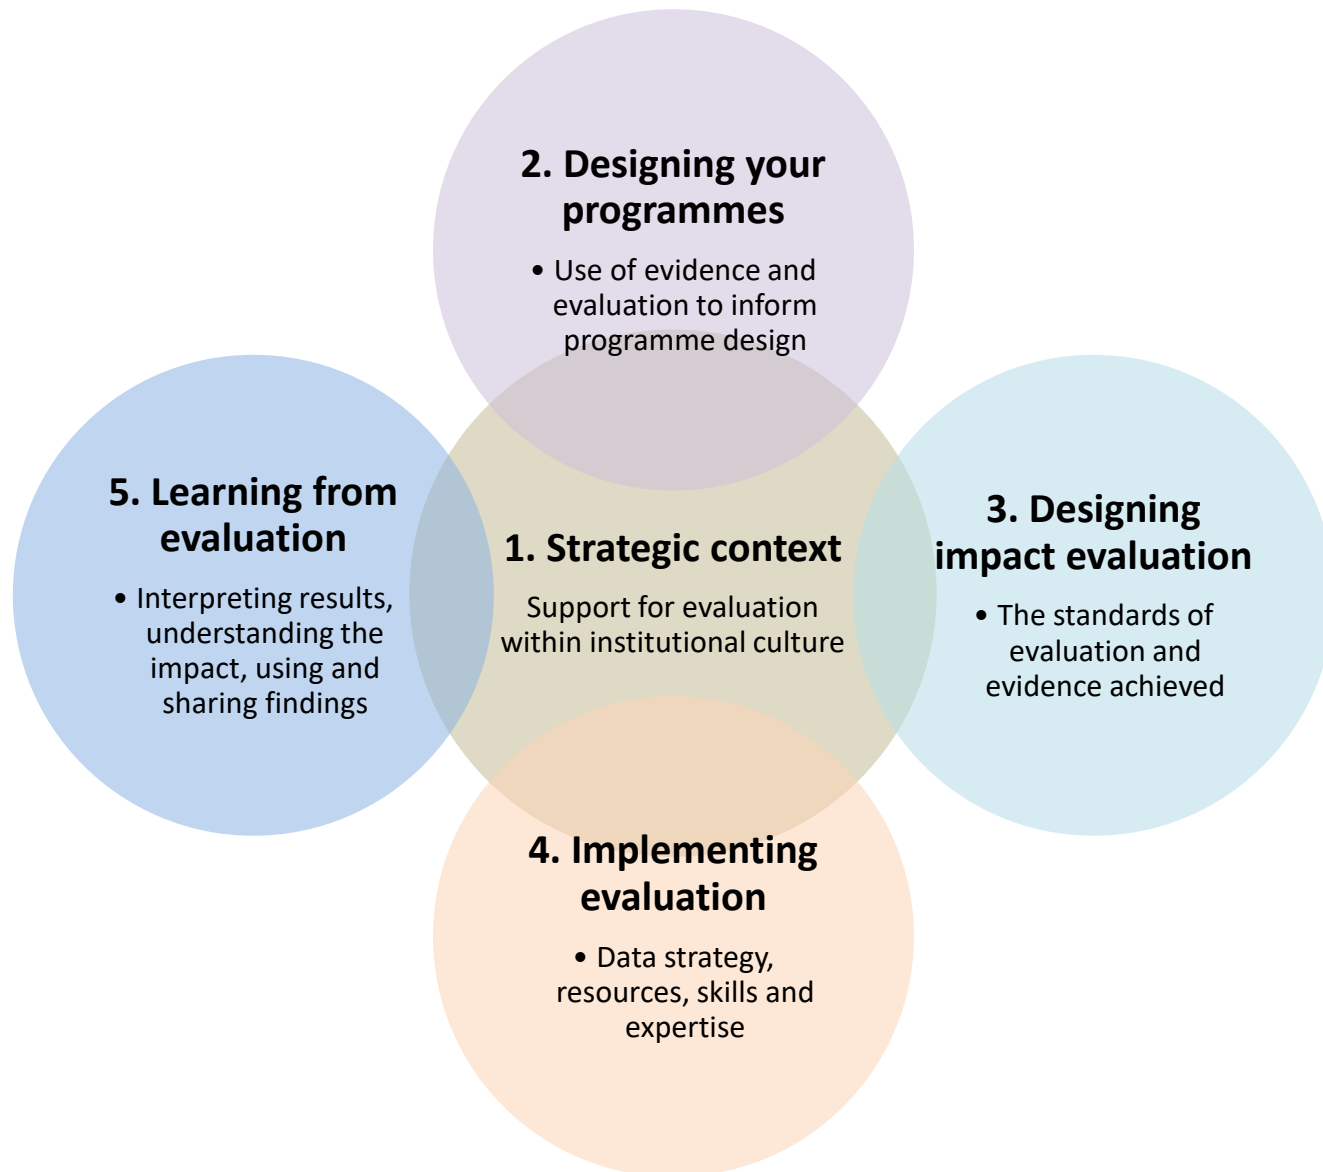 2. Designing your
programmes
• Use of evidence and
evaluation to inform
programme design
5. Learning from
evaluation
• Interpreting results,
understanding the
impact, using and
sharing findings
1. Strategic context
Support for evaluation
within institutional culture
3. Designing
impact evaluation
• The standards of
evaluation and
evidence achieved
4. Implementing
evaluation
• Data strategy,
resources, skills and
expertise